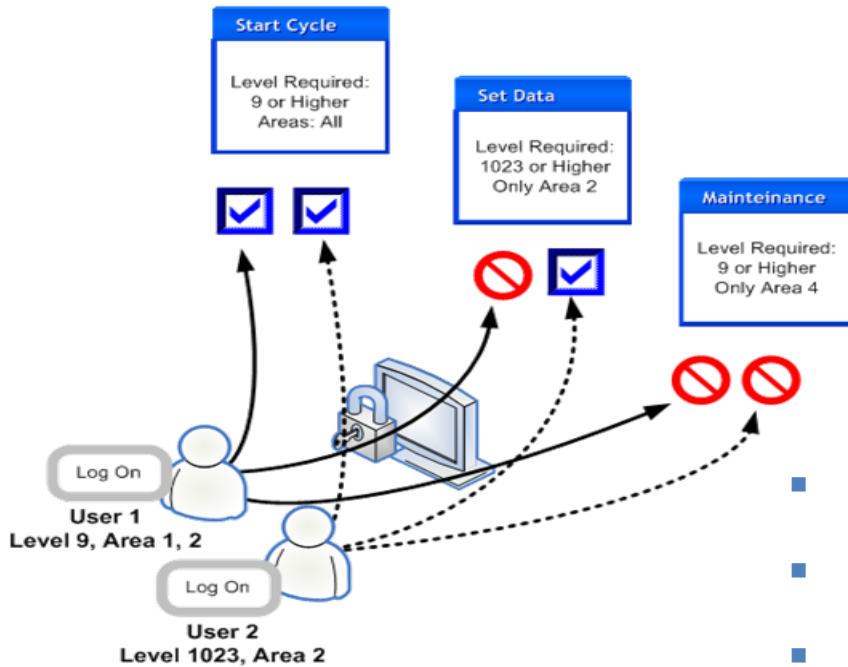 Start Cycle
Level Required:
9 or Higher
Areas: All
Set Data
Level Required:
1023 or Higher
Only Area 2
Mainteinance
Level Required:
9 or Higher
Only Area 4
Log On
User 1
Level 9, Area 1, 2
Log On
User 2
Level 1023, Area 2